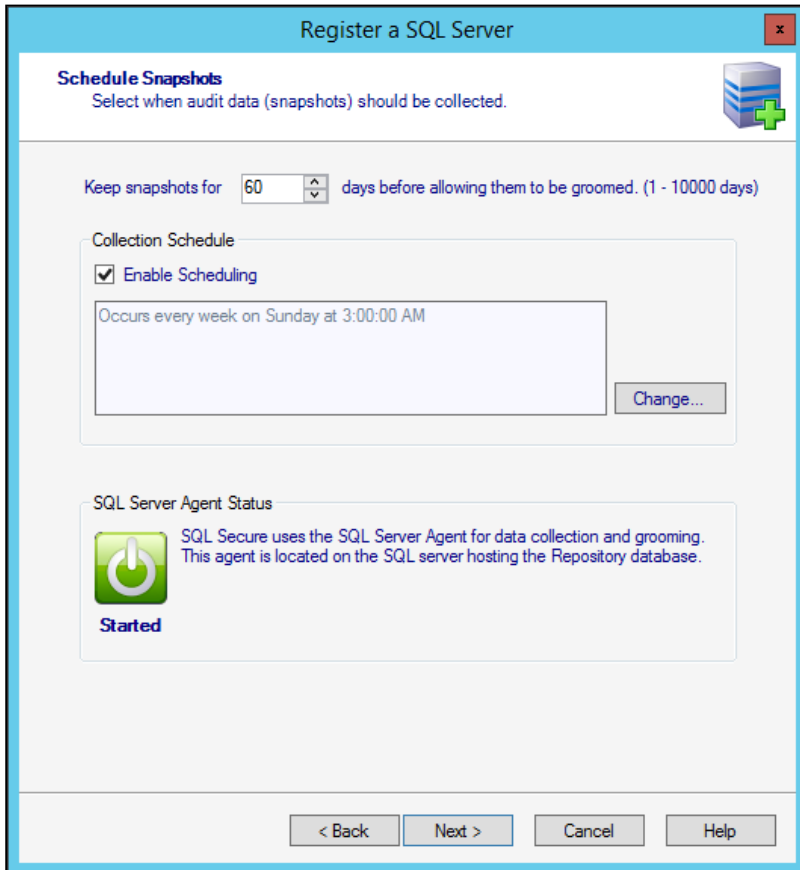 Register a SQL Server
x
Schedule Snapshots
Select when audit data (snapshots) should be collected.
Keep snapshots for 60 days before allowing them to be groomed. (1 - 10000 days)
Collection Schedule
Enable Scheduling
Occurs every week on Sunday at 3:00:00 AM
Change...
SQL Server Agent Status
SQL Secure uses the SQL Server Agent for data collection and grooming.
This agent is located on the SQL server hosting the Repository database.
Started
< Back Next > Cancel Help